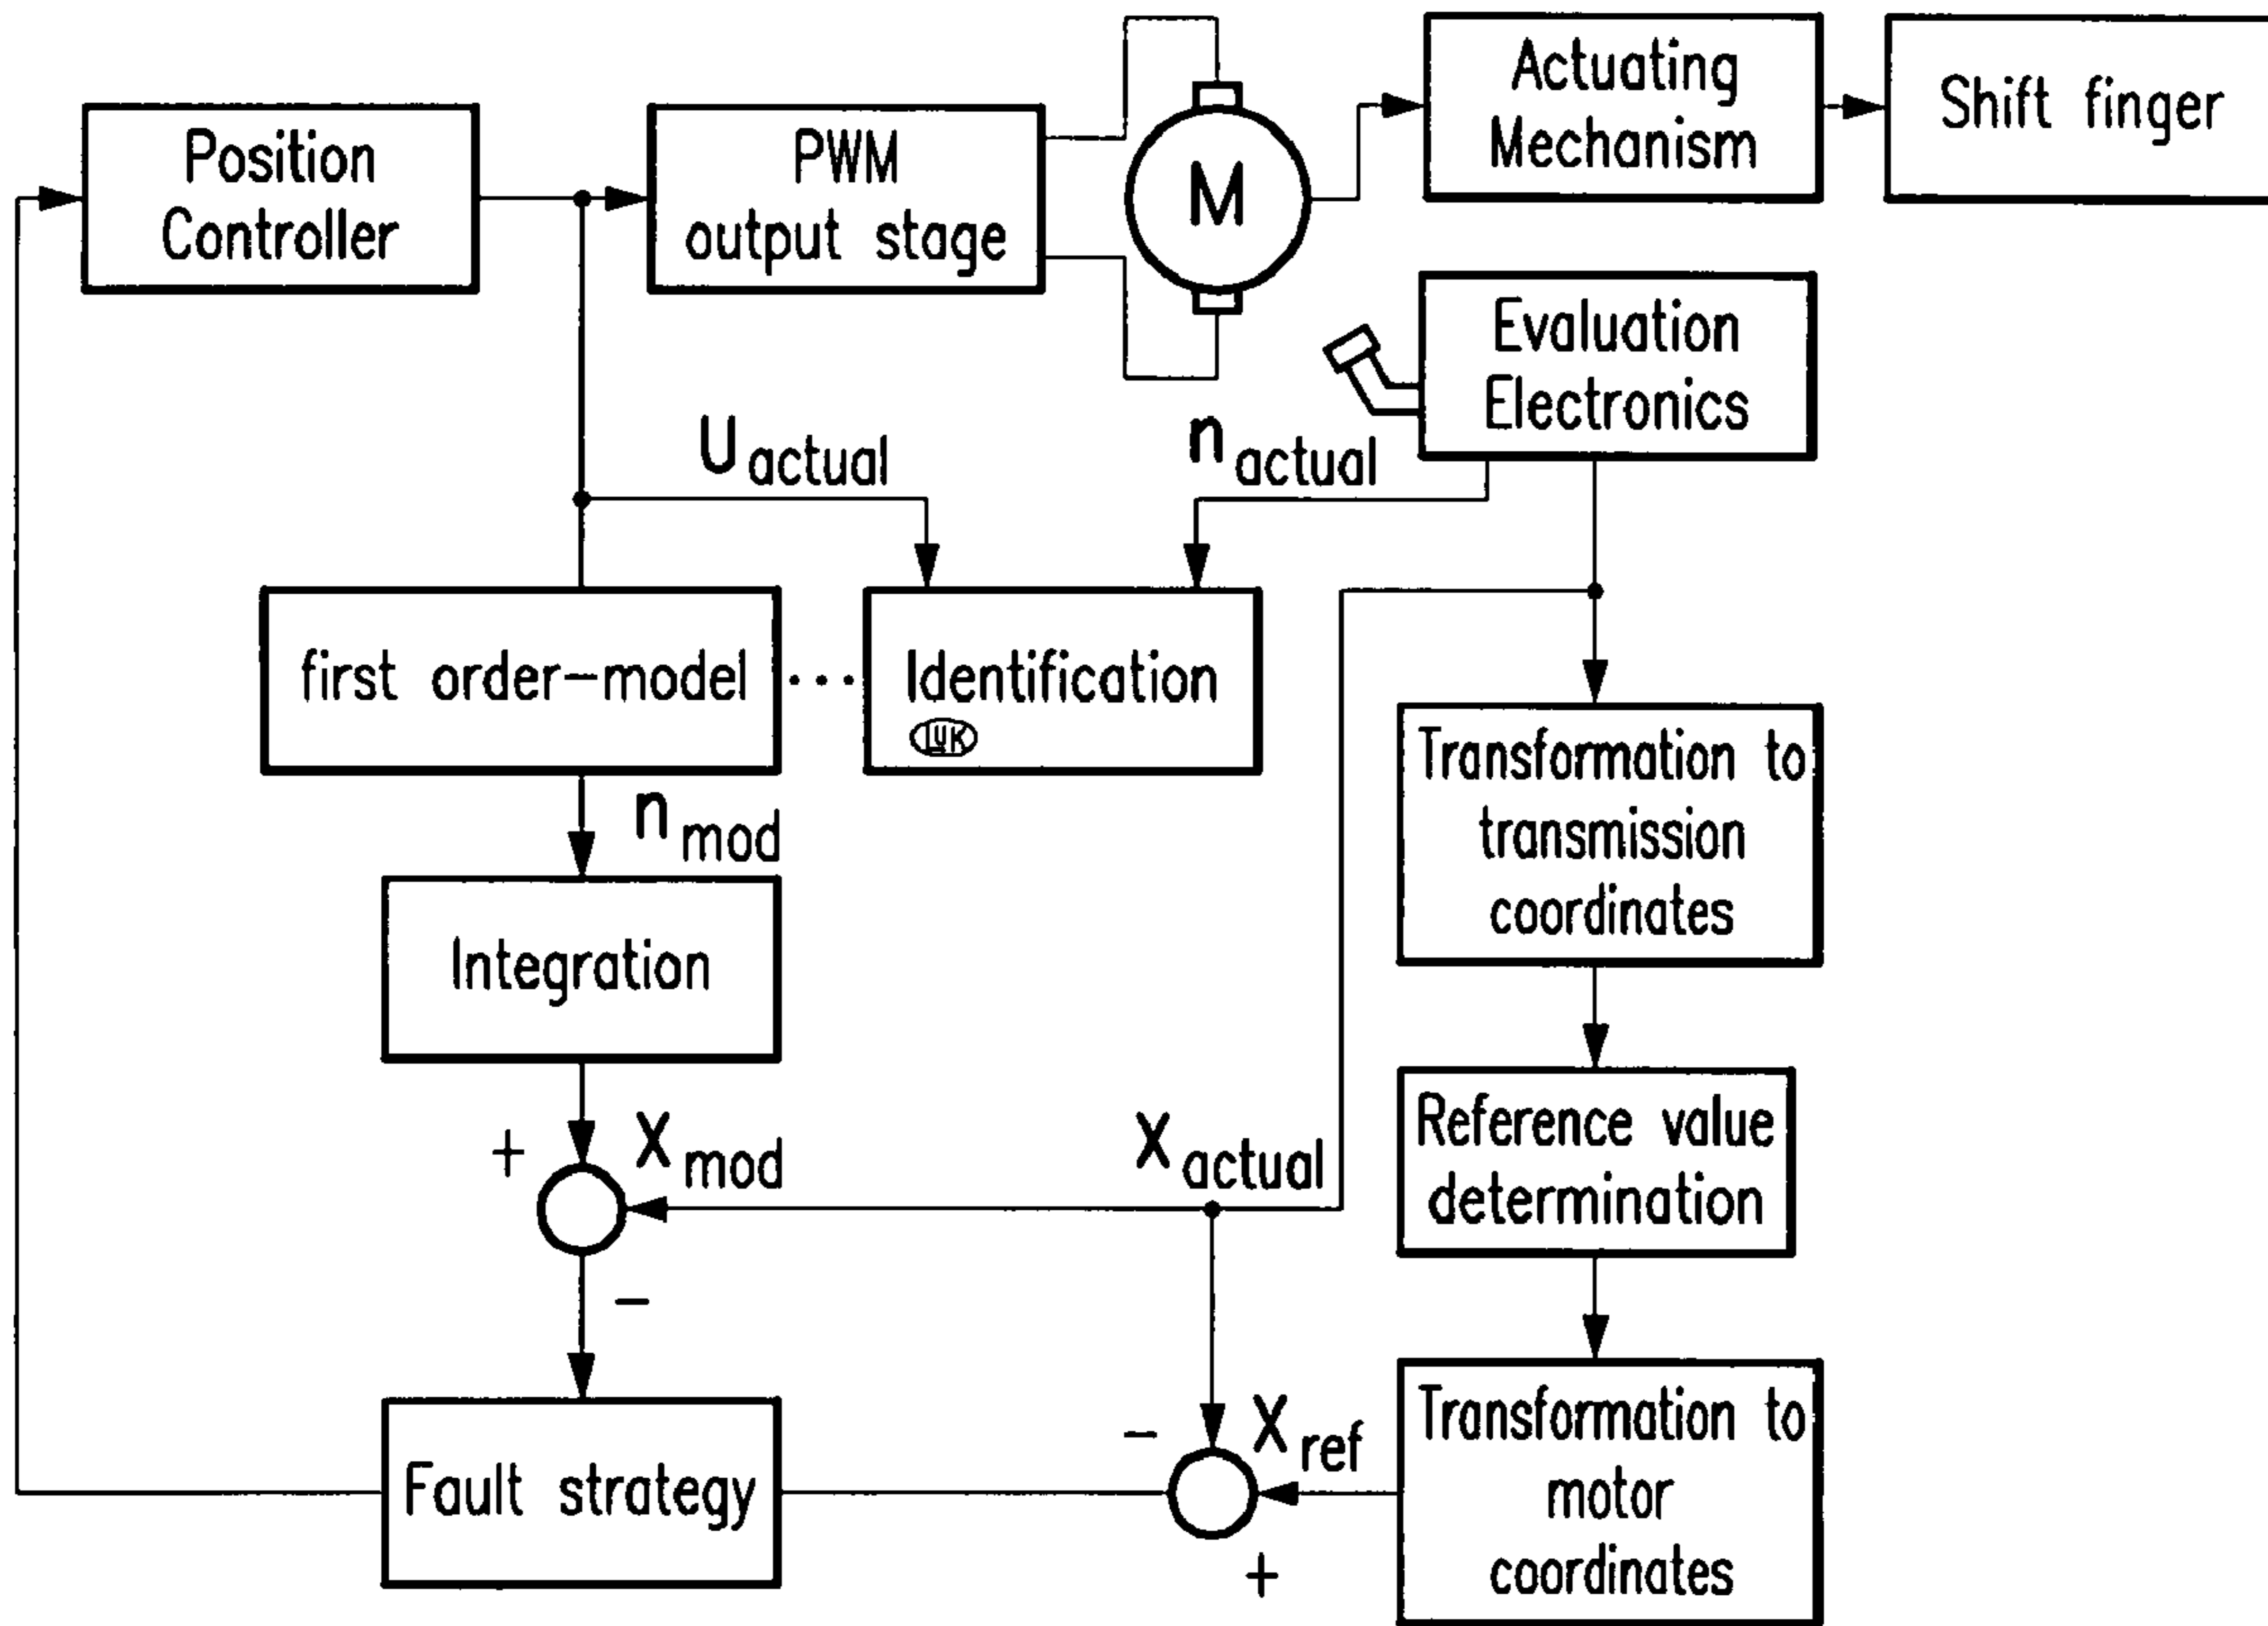 Position
Controller
PWM
output stage
M
Actuating
Mechanism
Shift finger
Evaluation
Electronics
U actual
n actual
first order-model
...
Identification
LUK
n mod
Integration
Transformation to
transmission
coordinates
+
X mod
X actual
Reference value
determination
-
Fault strategy
-
X ref
+
Transformation to
motor
coordinates